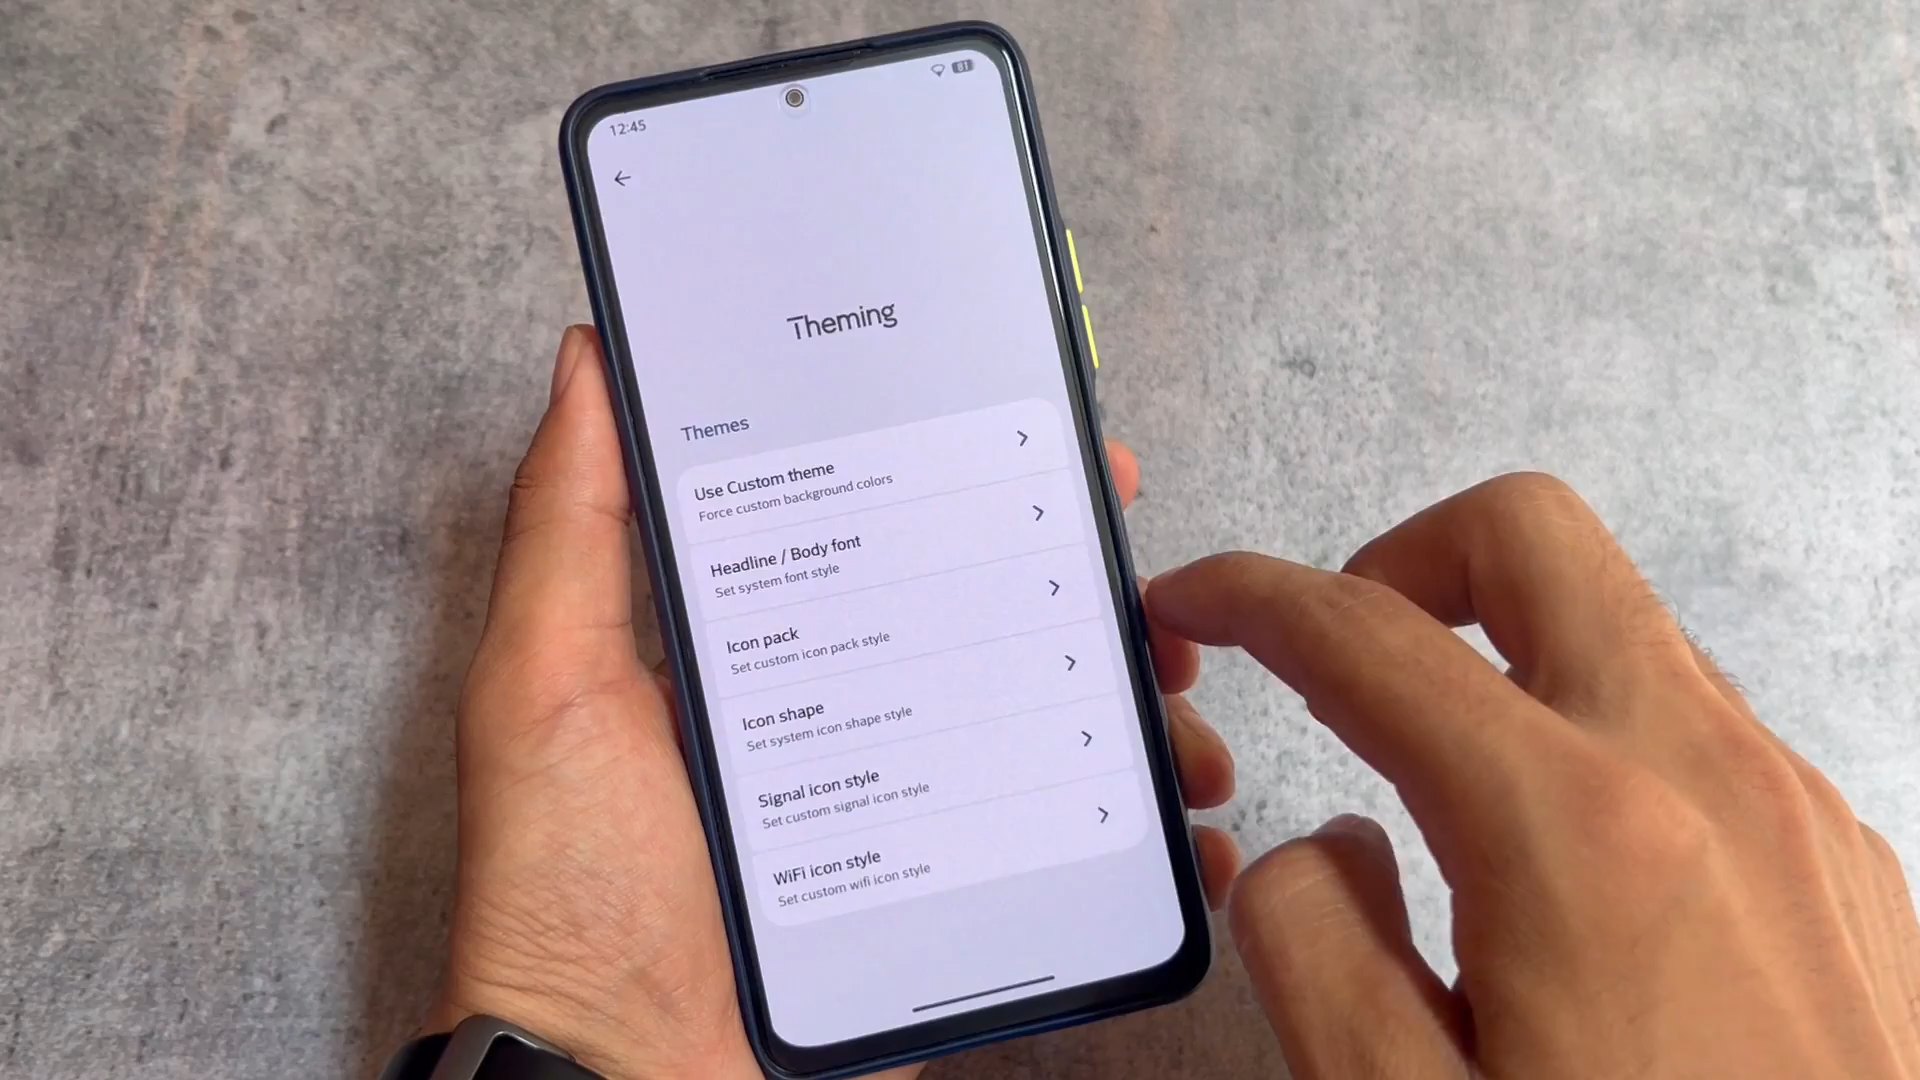 12:45
81
Theming
Themes
Use Custom theme
Force custom background colors
Headline / Body font
Set system font style
Icon pack
Set custom icon pack style
Icon shape
Set system icon shape style
Signal icon style
Set custom signal icon style
WiFi icon style
Set custom wifi icon style